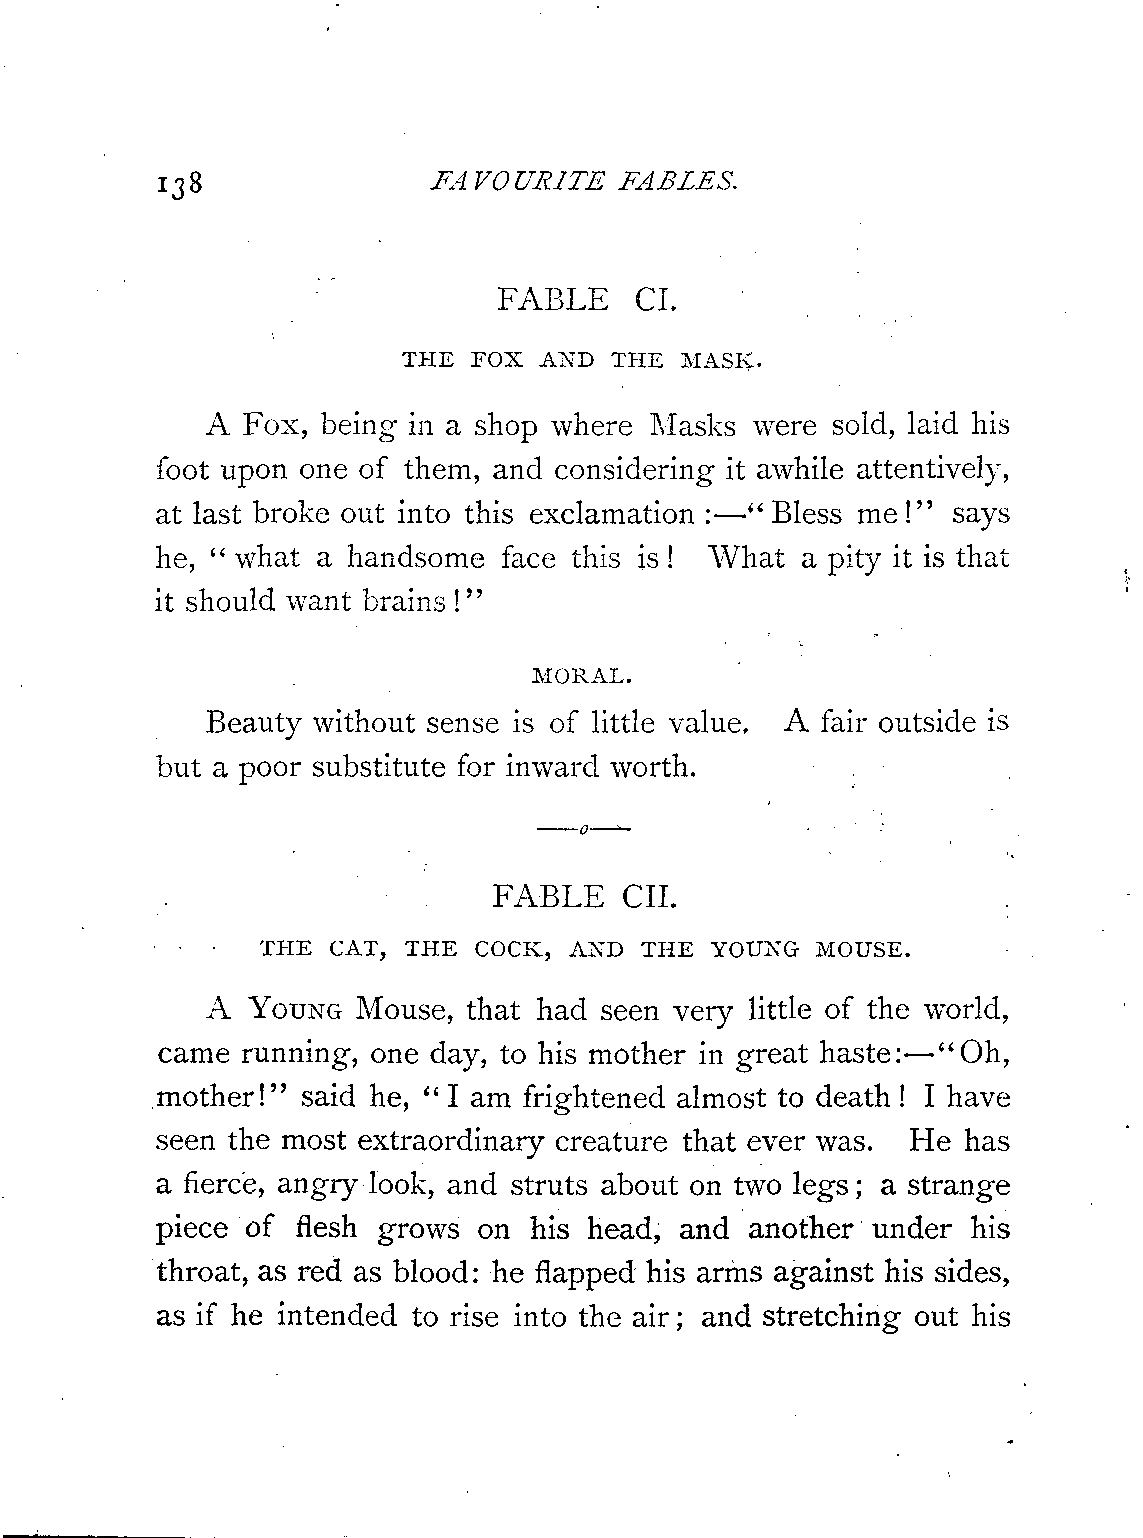 138 FAVOURITE FABLES.
FABLE CI.
THE FOX AND THE MASK.
A Fox, being in a shop where Masks were sold, laid his
foot upon one of them, and considering it awhile attentively,
at last broke out into this exclamation :—“Bless me!” says
he, “what a handsome face this is! What a pity it is that
it should want brains!”
MORAL.
Beauty without sense is of little value. A fair outside is
but a poor substitute for inward worth.
—o—
FABLE CII.
THE CAT, THE COCK, AND THE YOUNG MOUSE.
A YOUNG Mouse, that had seen very little of the world,
came running, one day, to his mother in great haste:—“Oh,
mother!” said he, “I am frightened almost to death! I have
seen the most extraordinary creature that ever was. He has
a fierce, angry look, and struts about on two legs; a strange
piece of flesh grows on his head, and another under his
throat, as red as blood: he flapped his arms against his sides,
as if he intended to rise into the air; and stretching out his